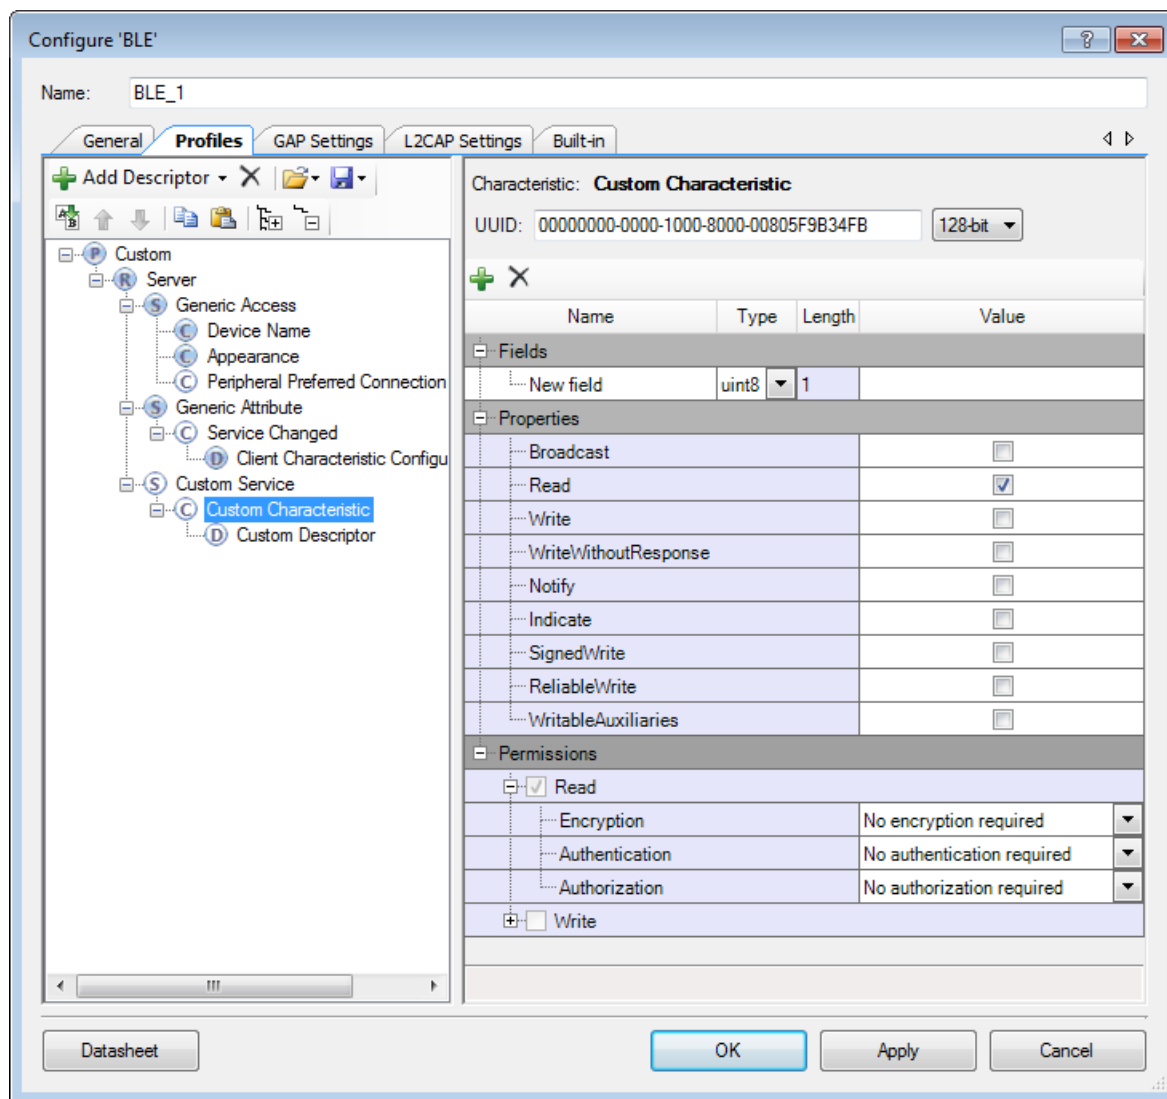 Configure 'BLE'
Name: BLE_1
General Profiles GAP Settings L2CAP Settings Built-in
Add Descriptor
Custom
Server
Generic Access
Device Name
Appearance
Peripheral Preferred Connection
Generic Attribute
Service Changed
Client Characteristic Configu
Custom Service
Custom Characteristic
Custom Descriptor
Characteristic: Custom Characteristic
UUID: 00000000-0000-1000-8000-00805F9B34FB 128-bit
Name Type Length Value
Fields
New field uint8 1
Properties
Broadcast
Read
Write
WriteWithoutResponse
Notify
Indicate
SignedWrite
ReliableWrite
WritableAuxiliaries
Permissions
Read
Encryption No encryption required
Authentication No authentication required
Authorization No authorization required
Write
Datasheet OK Apply Cancel